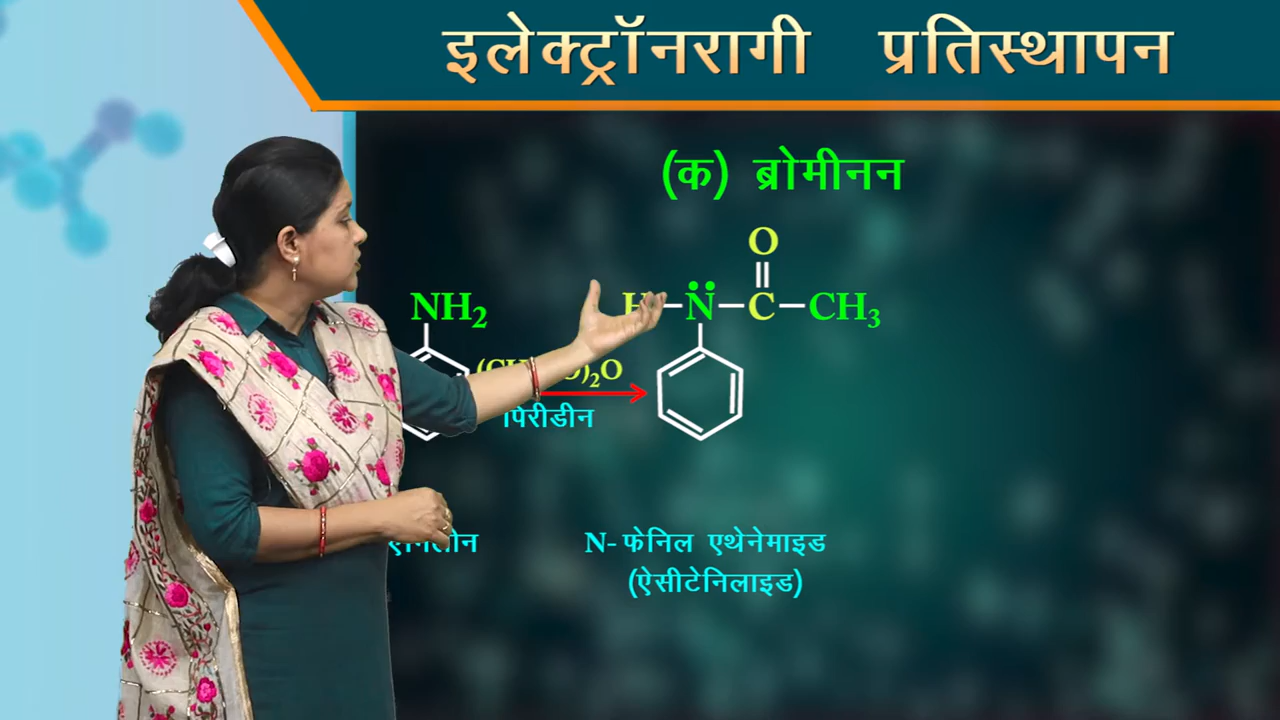 इलेक्ट्रॉनरागी प्रतिस्थापन
(क) ब्रोमीनन
O
NH₂
N – C – CH₃
)₂O
पिरीडीन
N- फेनिल एथेनेमाइड
(ऐसीटेनिलाइड)